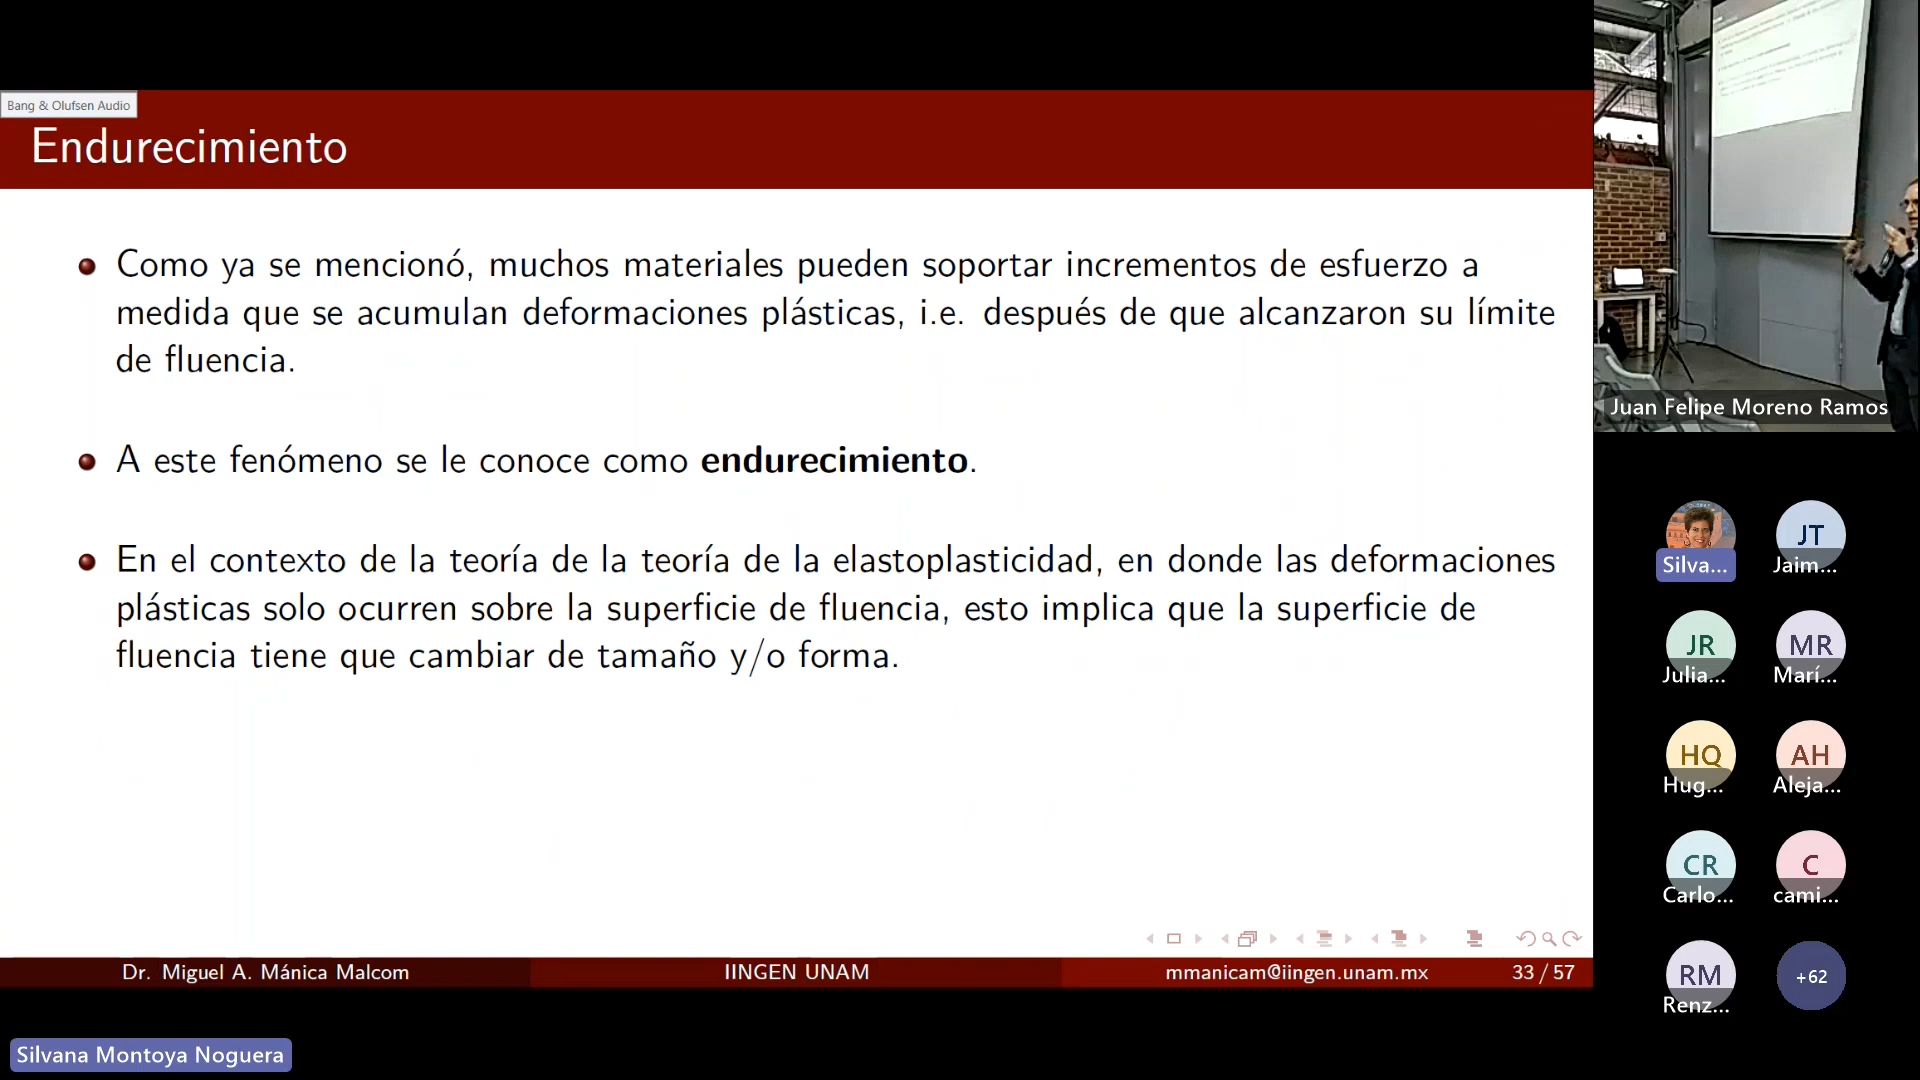 Bang & Olufsen Audio
Endurecimiento
Como ya se mencionó, muchos materiales pueden soportar incrementos de esfuerzo a
medida que se acumulan deformaciones plásticas, i.e. después de que alcanzaron su límite
de fluencia.
A este fenómeno se le conoce como endurecimiento.
En el contexto de la teoría de la teoría de la elastoplasticidad, en donde las deformaciones
plásticas solo ocurren sobre la superficie de fluencia, esto implica que la superficie de
fluencia tiene que cambiar de tamaño y/o forma.
Dr. Miguel A. Mánica Malcom
IINGEN UNAM
mmanicam@iingen.unam.mx
33 / 57
Silvana Montoya Noguera
Juan Felipe Moreno Ramos
Silva...
JT
Jaim...
JR
Julia...
MR
Marí...
HQ
Hug...
AH
Aleja...
CR
Carlo...
C
cami...
RM
Renz...
+62